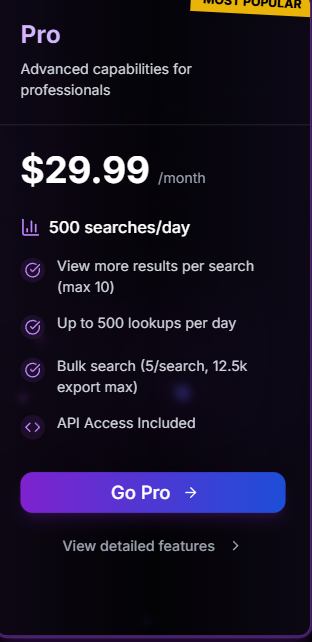 MOST POPULAR
Pro
Advanced capabilities for
professionals
$29.99 /month
500 searches/day
View more results per search
(max 10)
Up to 500 lookups per day
Bulk search (5/search, 12.5k
export max)
API Access Included
Go Pro →
View detailed features >